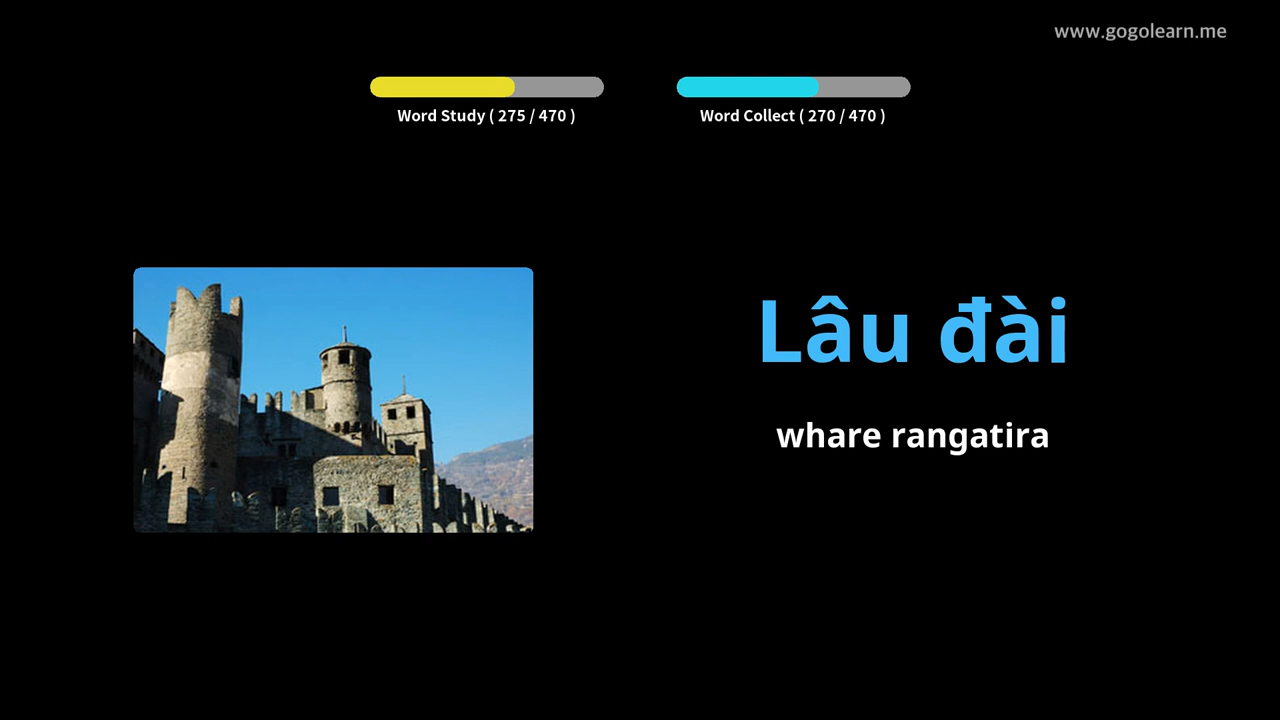 www.gogolearn.me
Word Study ( 275 / 470 )
Word Collect ( 270 / 470 )
Lâu đài
whare rangatira